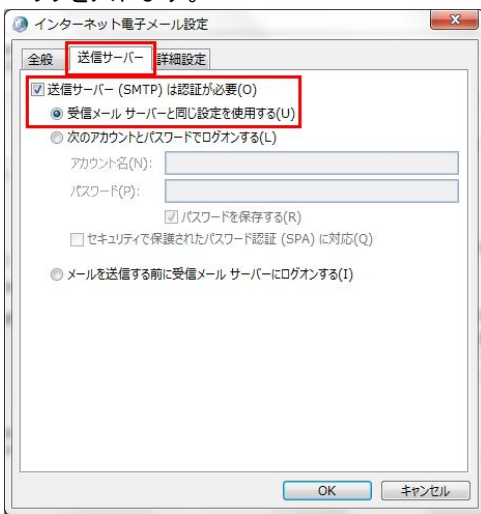 インターネット電子メール設定
全般 送信サーバー 詳細設定
送信サーバー (SMTP) は認証が必要(O)
受信メール サーバーと同じ設定を使用する(U)
次のアカウントとパスワードでログオンする(L)
アカウント名(N):
パスワード(P):
パスワードを保存する(R)
セキュリティで保護されたパスワード認証 (SPA) に対応(Q)
メールを送信する前に受信メール サーバーにログオンする(I)
OK キャンセル